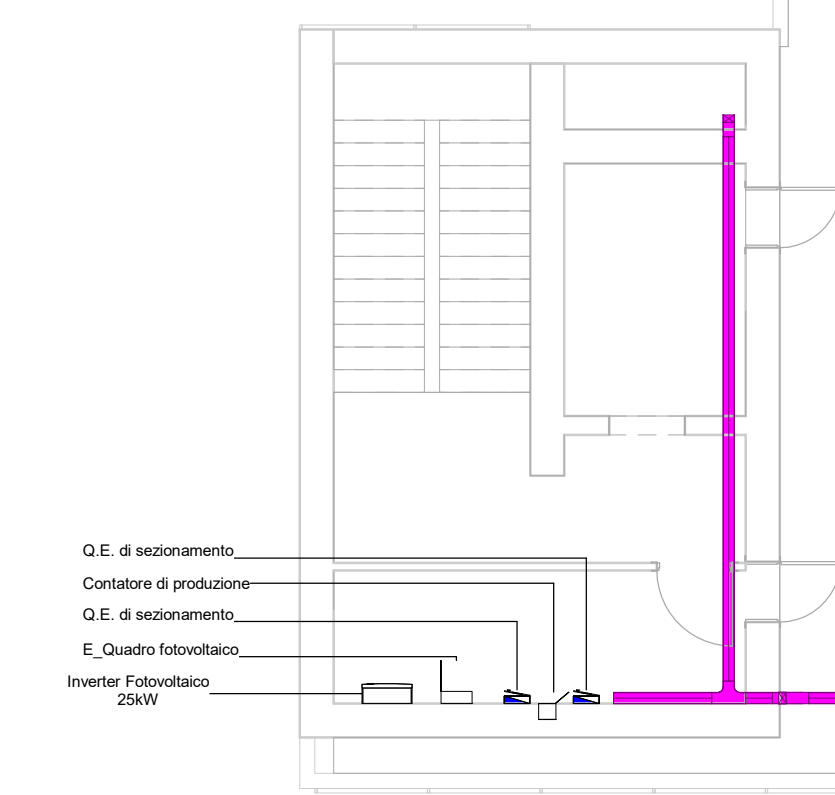 Q.E. di sezionamento
Contatore di produzione
Q.E. di sezionamento
E_Quadro fotovoltaico
Inverter Fotovoltaico
25kW